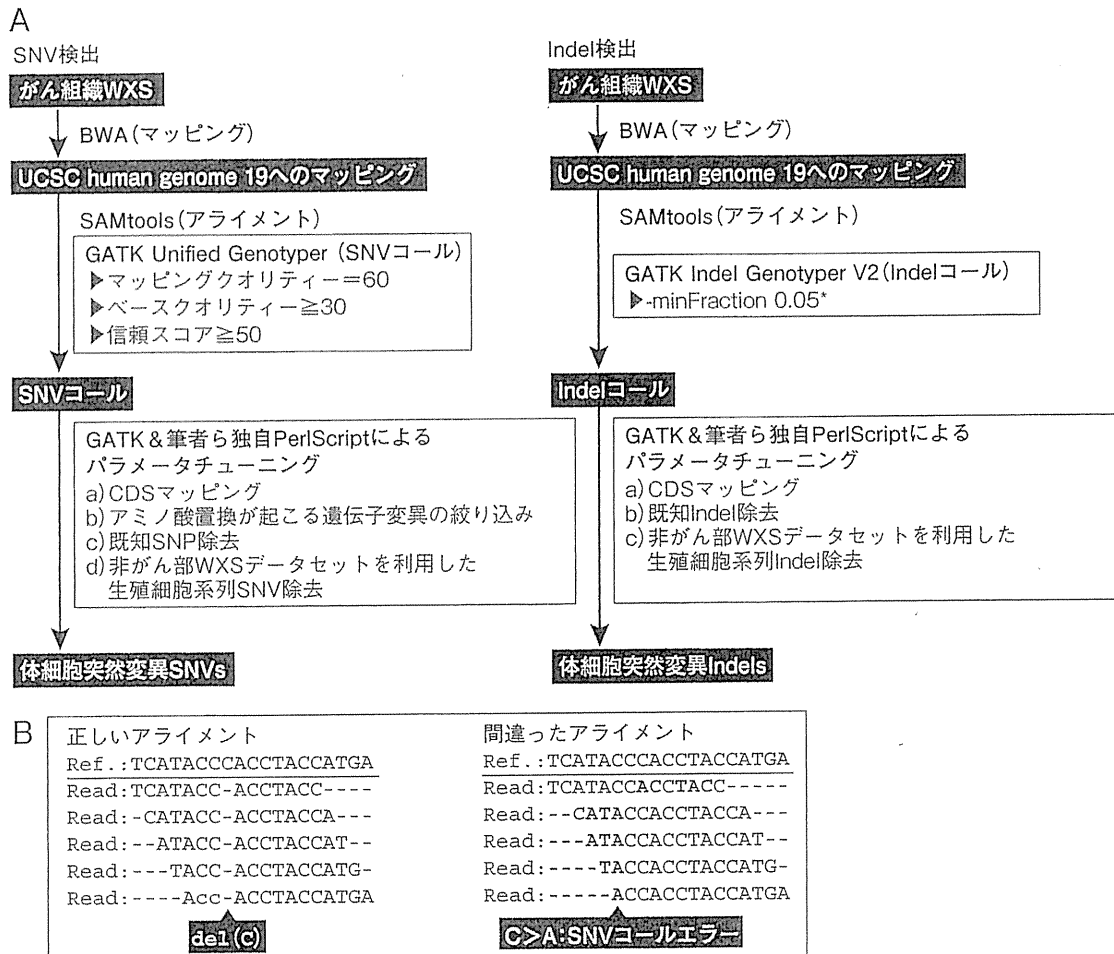 A
SNV検出
がん組織WXS
BWA(マッピング)
UCSC human genome 19へのマッピング
SAMtools(アライメント)
GATK Unified Genotyper (SNVコール)
▶マッピングクオリティー=60
▶ベースクオリティー≧30
▶信頼スコア≧50
SNVコール
GATK&筆者ら独自PerlScriptによる
パラメータチューニング
a)CDSマッピング
b)アミノ酸置換が起こる遺伝子変異の絞り込み
c)既知SNP除去
d)非がん部WXSデータセットを利用した
生殖細胞系列SNV除去
体細胞突然変異SNVs
Indel検出
がん組織WXS
BWA(マッピング)
UCSC human genome 19へのマッピング
SAMtools(アライメント)
GATK Indel Genotyper V2(Indelコール)
▶-minFraction 0.05*
Indelコール
GATK&筆者ら独自PerlScriptによる
パラメータチューニング
a)CDSマッピング
b)既知Indel除去
c)非がん部WXSデータセットを利用した
生殖細胞系列Indel除去
体細胞突然変異Indels
B
正しいアライメント
Ref.:TCATACCCACCTACCATGA
Read:TCATACC-ACCTACC----
Read:-CATACC-ACCTACCA---
Read:--ATACC-ACCTACCAT--
Read:---TACC-ACCTACCATG-
Read:----Acc-ACCTACCATGA
del(c)
間違ったアライメント
Ref.:TCATACCCACCTACCATGA
Read:TCATACCACCTACC-----
Read:--CATACCACCTACCA---
Read:---ATACCACCTACCAT--
Read:----TACCACCTACCATG-
Read:-----ACCACCTACCATGA
C>A:SNVコールエラー